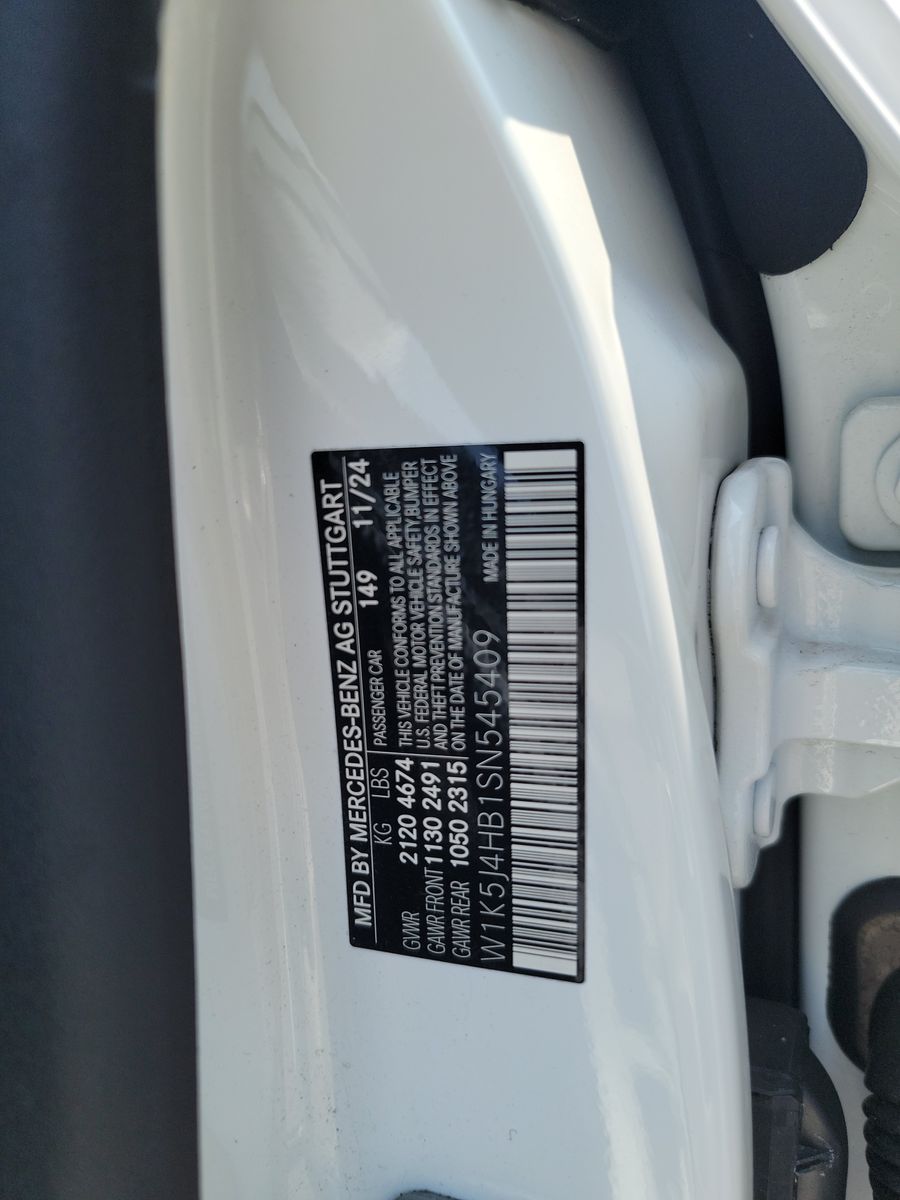 MFD BY MERCEDES-BENZ AG STUTTGART
KG LBS PASSENGER CAR 149 11/24
GVWR 2120 4674 THIS VEHICLE CONFORMS TO ALL APPLICABLE
GAWR FRONT 1130 2491 U.S. FEDERAL MOTOR VEHICLE SAFETY,BUMPER
AND THEFT PREVENTION STANDARDS IN EFFECT
GAWR REAR 1050 2315 ON THE DATE OF MANUFACTURE SHOWN ABOVE
W1K5J4HB1SN545409 MADE IN HUNGARY